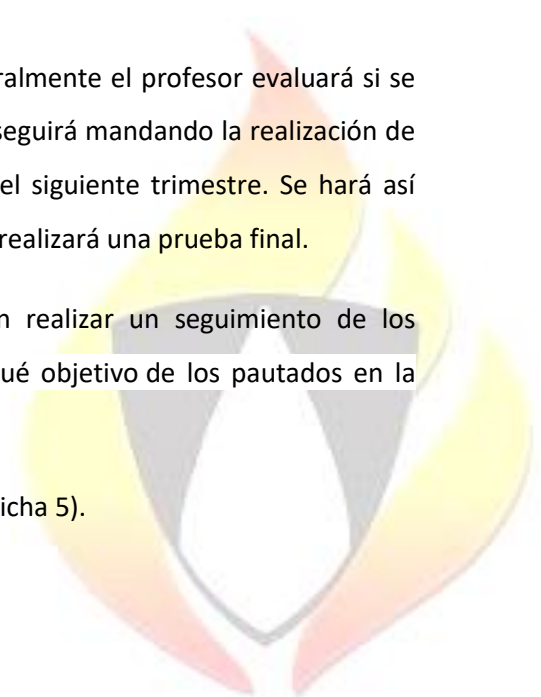 ralmente el profesor evaluará si se
seguirá mandando la realización de
el siguiente trimestre. Se hará así
realizará una prueba final.
n realizar un seguimiento de los
ué objetivo de los pautados en la
icha 5).